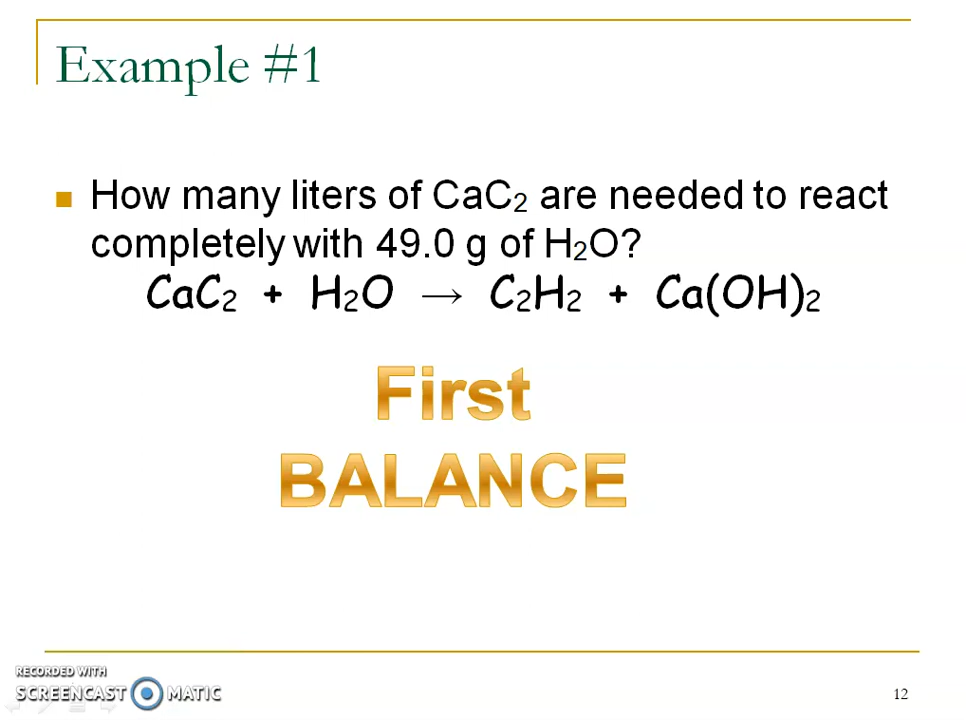 Example #1
How many liters of CaC₂ are needed to react
completely with 49.0 g of H₂O?
CaC₂ + H₂O → C₂H₂ + Ca(OH)₂
First
BALANCE
RECORDED WITH
SCREENCAST MATIC
12